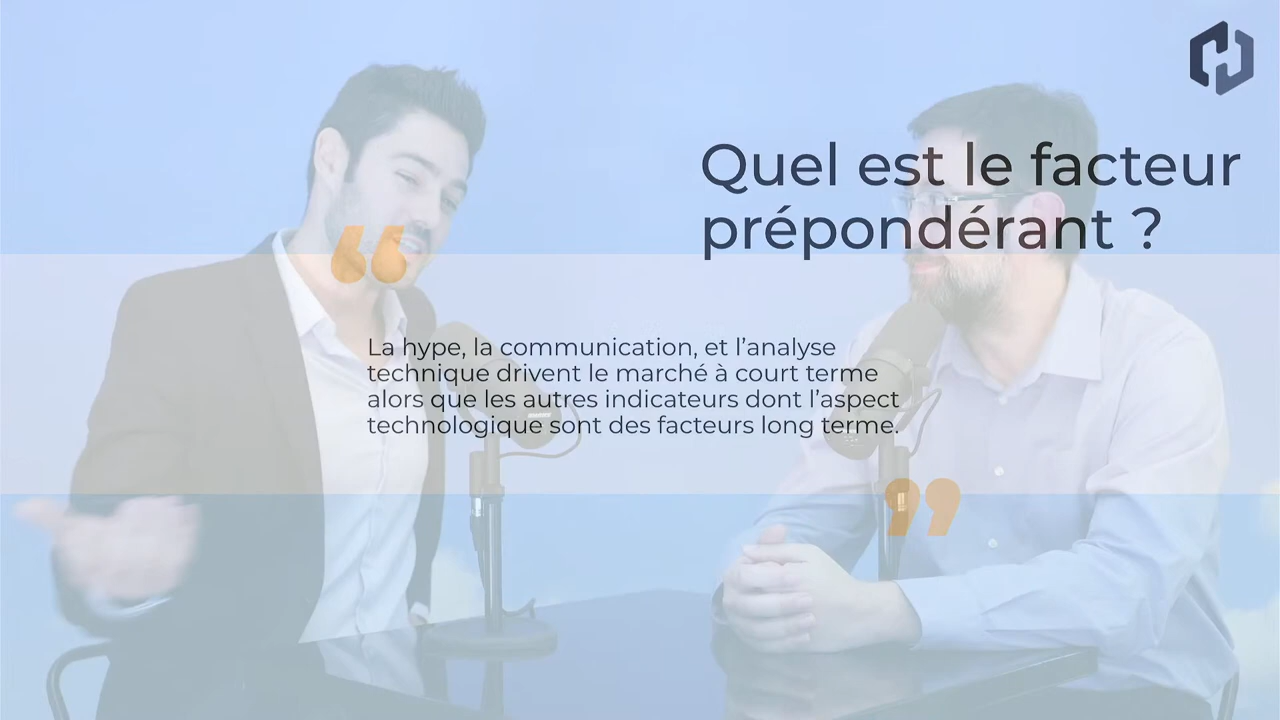 Quel est le facteur
prépondérant ?
“
La hype, la communication, et l’analyse
technique drivent le marché à court terme
alors que les autres indicateurs dont l’aspect
technologique sont des facteurs long terme.
”